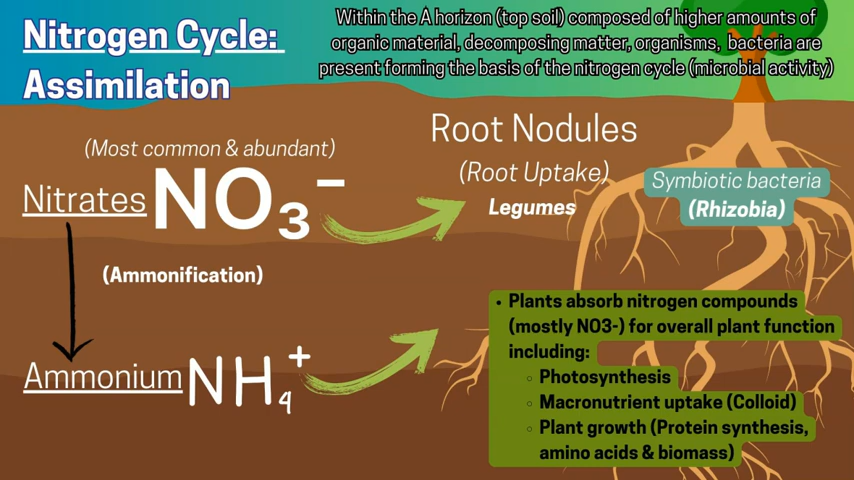 Nitrogen Cycle:
Assimilation
Within the A horizon (top soil) composed of higher amounts of
organic material, decomposing matter, organisms, bacteria are
present forming the basis of the nitrogen cycle (microbial activity)
(Most common & abundant)
Nitrates NO₃⁻
(Ammonification)
Ammonium NH₄⁺
Root Nodules
(Root Uptake)
Legumes
Symbiotic bacteria
(Rhizobia)
• Plants absorb nitrogen compounds
(mostly NO3-) for overall plant function
including:
◦ Photosynthesis
◦ Macronutrient uptake (Colloid)
◦ Plant growth (Protein synthesis,
amino acids & biomass)